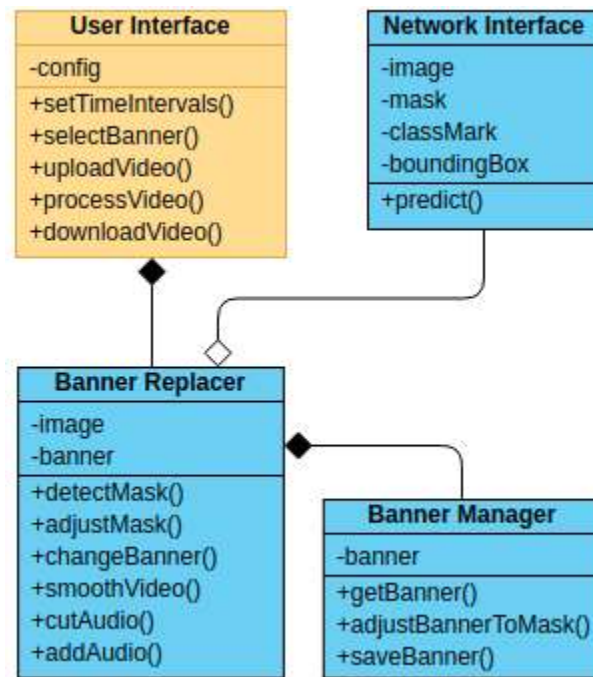 User Interface
-config
+setTimeIntervals()
+selectBanner()
+uploadVideo()
+processVideo()
+downloadVideo()
Network Interface
-image
-mask
-classMark
-boundingBox
+predict()
Banner Replacer
-image
-banner
+detectMask()
+adjustMask()
+changeBanner()
+smoothVideo()
+cutAudio()
+addAudio()
Banner Manager
-banner
+getBanner()
+adjustBannerToMask()
+saveBanner()